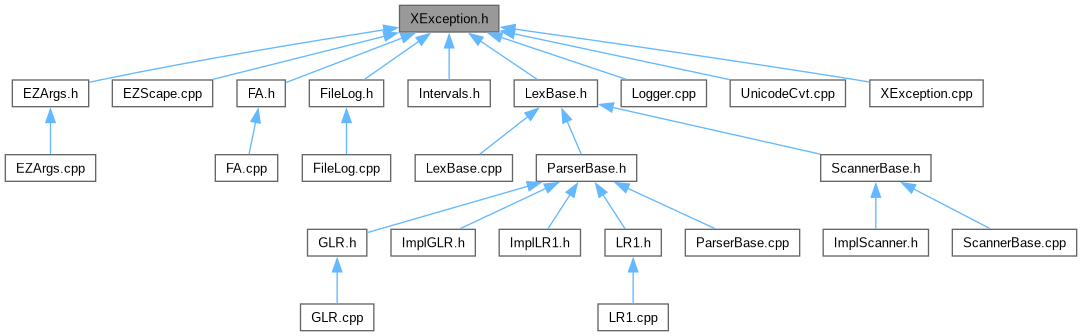 XException.h
EZArgs.h
EZScape.cpp
FA.h
FileLog.h
Intervals.h
LexBase.h
Logger.cpp
UnicodeCvt.cpp
XException.cpp
EZArgs.cpp
FA.cpp
FileLog.cpp
LexBase.cpp
ParserBase.h
ScannerBase.h
GLR.h
ImplGLR.h
ImplLR1.h
LR1.h
ParserBase.cpp
ImplScanner.h
ScannerBase.cpp
GLR.cpp
LR1.cpp